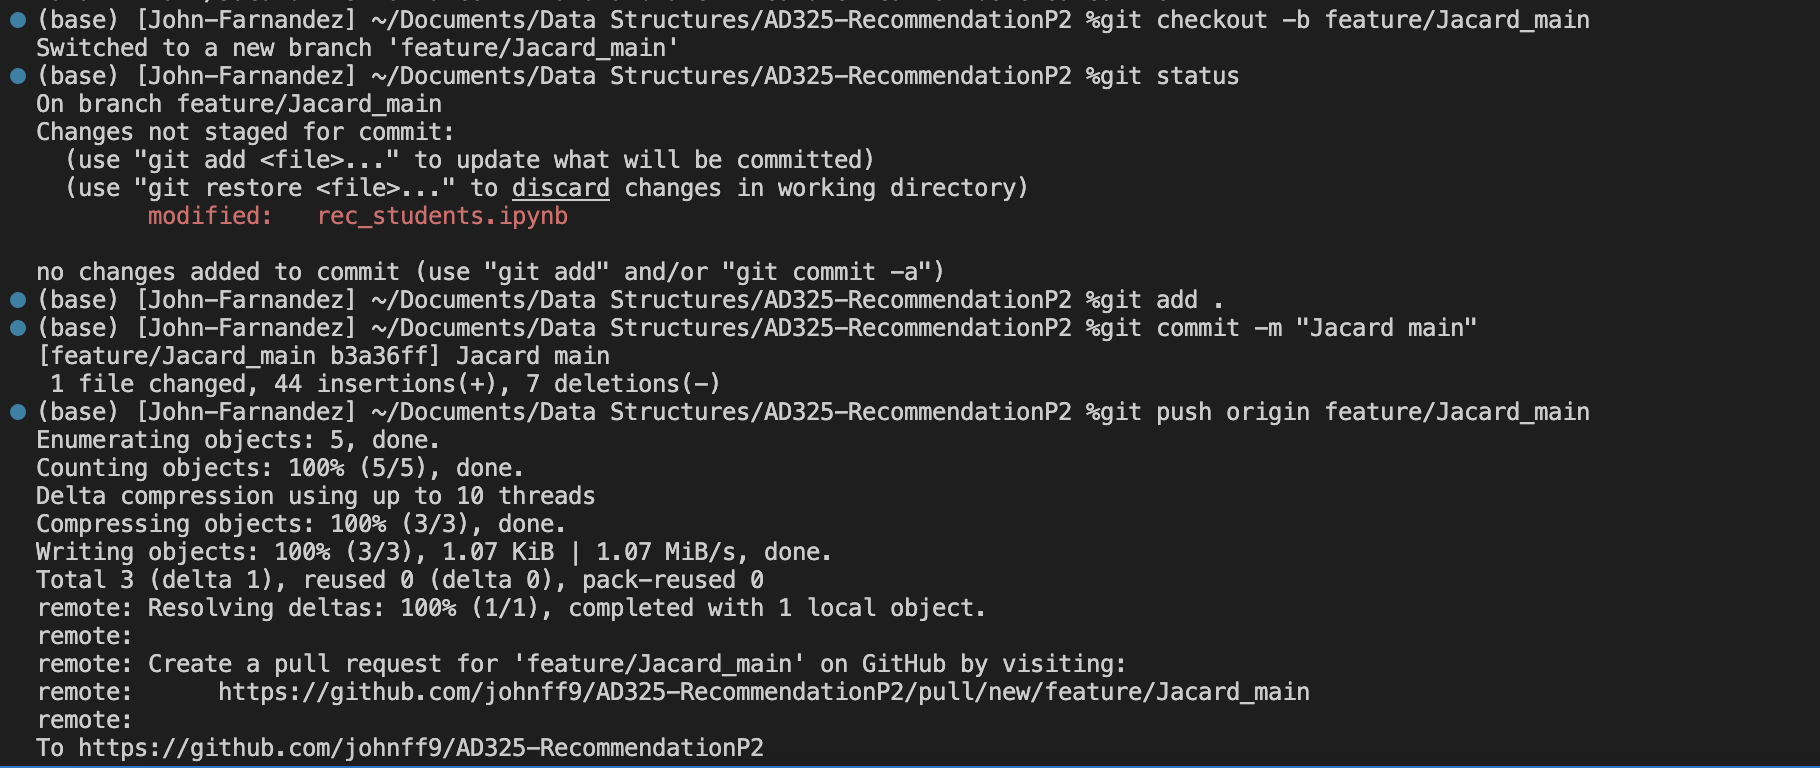 (base) [John-Farnandez] ~/Documents/Data Structures/AD325-RecommendationP2 %git checkout -b feature/Jacard_main
Switched to a new branch 'feature/Jacard_main'
(base) [John-Farnandez] ~/Documents/Data Structures/AD325-RecommendationP2 %git status
On branch feature/Jacard_main
Changes not staged for commit:
  (use "git add <file>..." to update what will be committed)
  (use "git restore <file>..." to discard changes in working directory)
        modified:   rec_students.ipynb

no changes added to commit (use "git add" and/or "git commit -a")
(base) [John-Farnandez] ~/Documents/Data Structures/AD325-RecommendationP2 %git add .
(base) [John-Farnandez] ~/Documents/Data Structures/AD325-RecommendationP2 %git commit -m "Jacard main"
[feature/Jacard_main b3a36ff] Jacard main
 1 file changed, 44 insertions(+), 7 deletions(-)
(base) [John-Farnandez] ~/Documents/Data Structures/AD325-RecommendationP2 %git push origin feature/Jacard_main
Enumerating objects: 5, done.
Counting objects: 100% (5/5), done.
Delta compression using up to 10 threads
Compressing objects: 100% (3/3), done.
Writing objects: 100% (3/3), 1.07 KiB | 1.07 MiB/s, done.
Total 3 (delta 1), reused 0 (delta 0), pack-reused 0
remote: Resolving deltas: 100% (1/1), completed with 1 local object.
remote:
remote: Create a pull request for 'feature/Jacard_main' on GitHub by visiting:
remote:      https://github.com/johnff9/AD325-RecommendationP2/pull/new/feature/Jacard_main
remote:
To https://github.com/johnff9/AD325-RecommendationP2